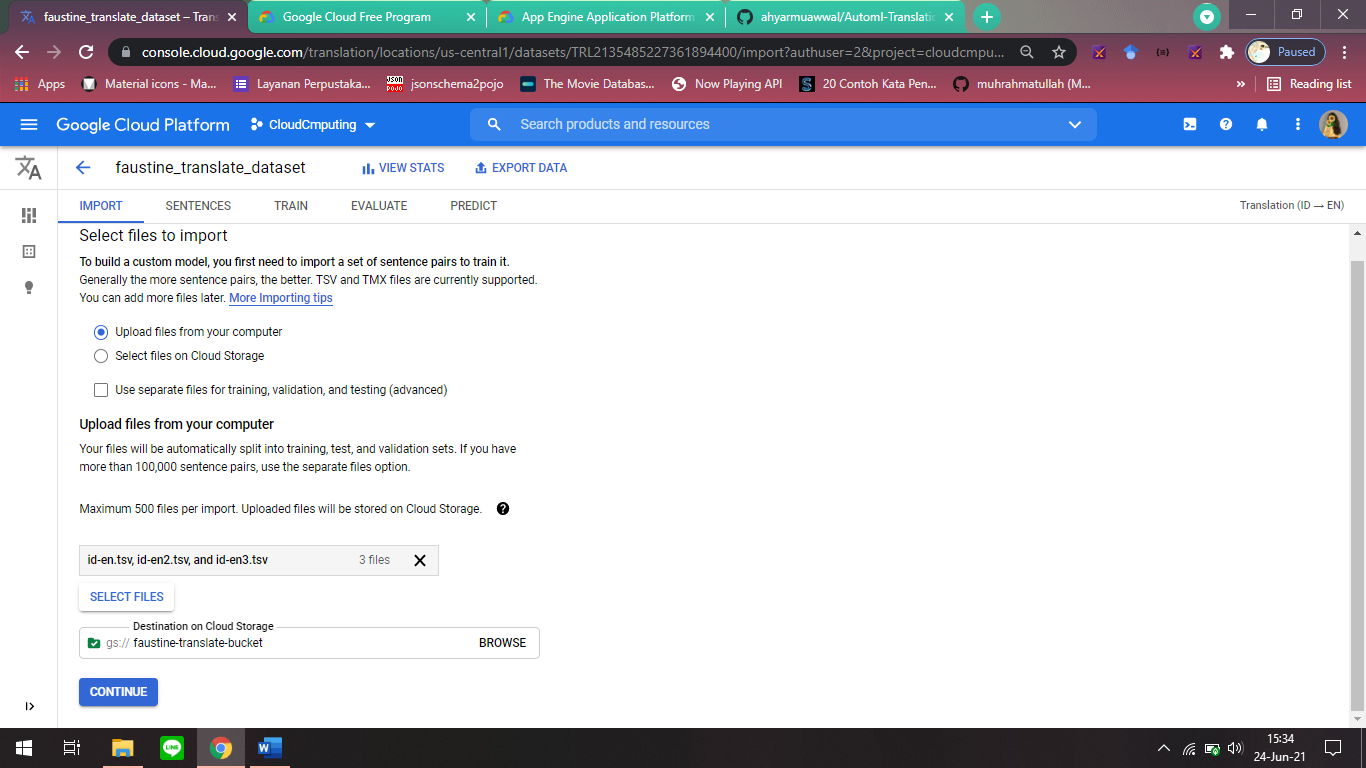 faustine_translate_dataset – Trans
Google Cloud Free Program
App Engine Application Platform
ahyarmuawwal/Automl-Translatio
console.cloud.google.com/translation/locations/us-central1/datasets/TRL2135485227361894400/import?authuser=2&project=cloudcmpu...
Paused
Apps
Material icons - Ma...
Layanan Perpustaka...
JSON
POJO
jsonschema2pojo
The Movie Databas...
Now Playing API
20 Contoh Kata Pen...
muhrahmatullah (M...
»
Reading list
Google Cloud Platform
CloudCmputing
Search products and resources
faustine_translate_dataset
VIEW STATS
EXPORT DATA
IMPORT
SENTENCES
TRAIN
EVALUATE
PREDICT
Translation (ID → EN)
Select files to import
To build a custom model, you first need to import a set of sentence pairs to train it.
Generally the more sentence pairs, the better. TSV and TMX files are currently supported.
You can add more files later. More Importing tips
Upload files from your computer
Select files on Cloud Storage
Use separate files for training, validation, and testing (advanced)
Upload files from your computer
Your files will be automatically split into training, test, and validation sets. If you have
more than 100,000 sentence pairs, use the separate files option.
Maximum 500 files per import. Uploaded files will be stored on Cloud Storage.
id-en.tsv, id-en2.tsv, and id-en3.tsv
3 files
SELECT FILES
Destination on Cloud Storage
gs:// faustine-translate-bucket
BROWSE
CONTINUE
LINE
W
15:34
24-Jun-21